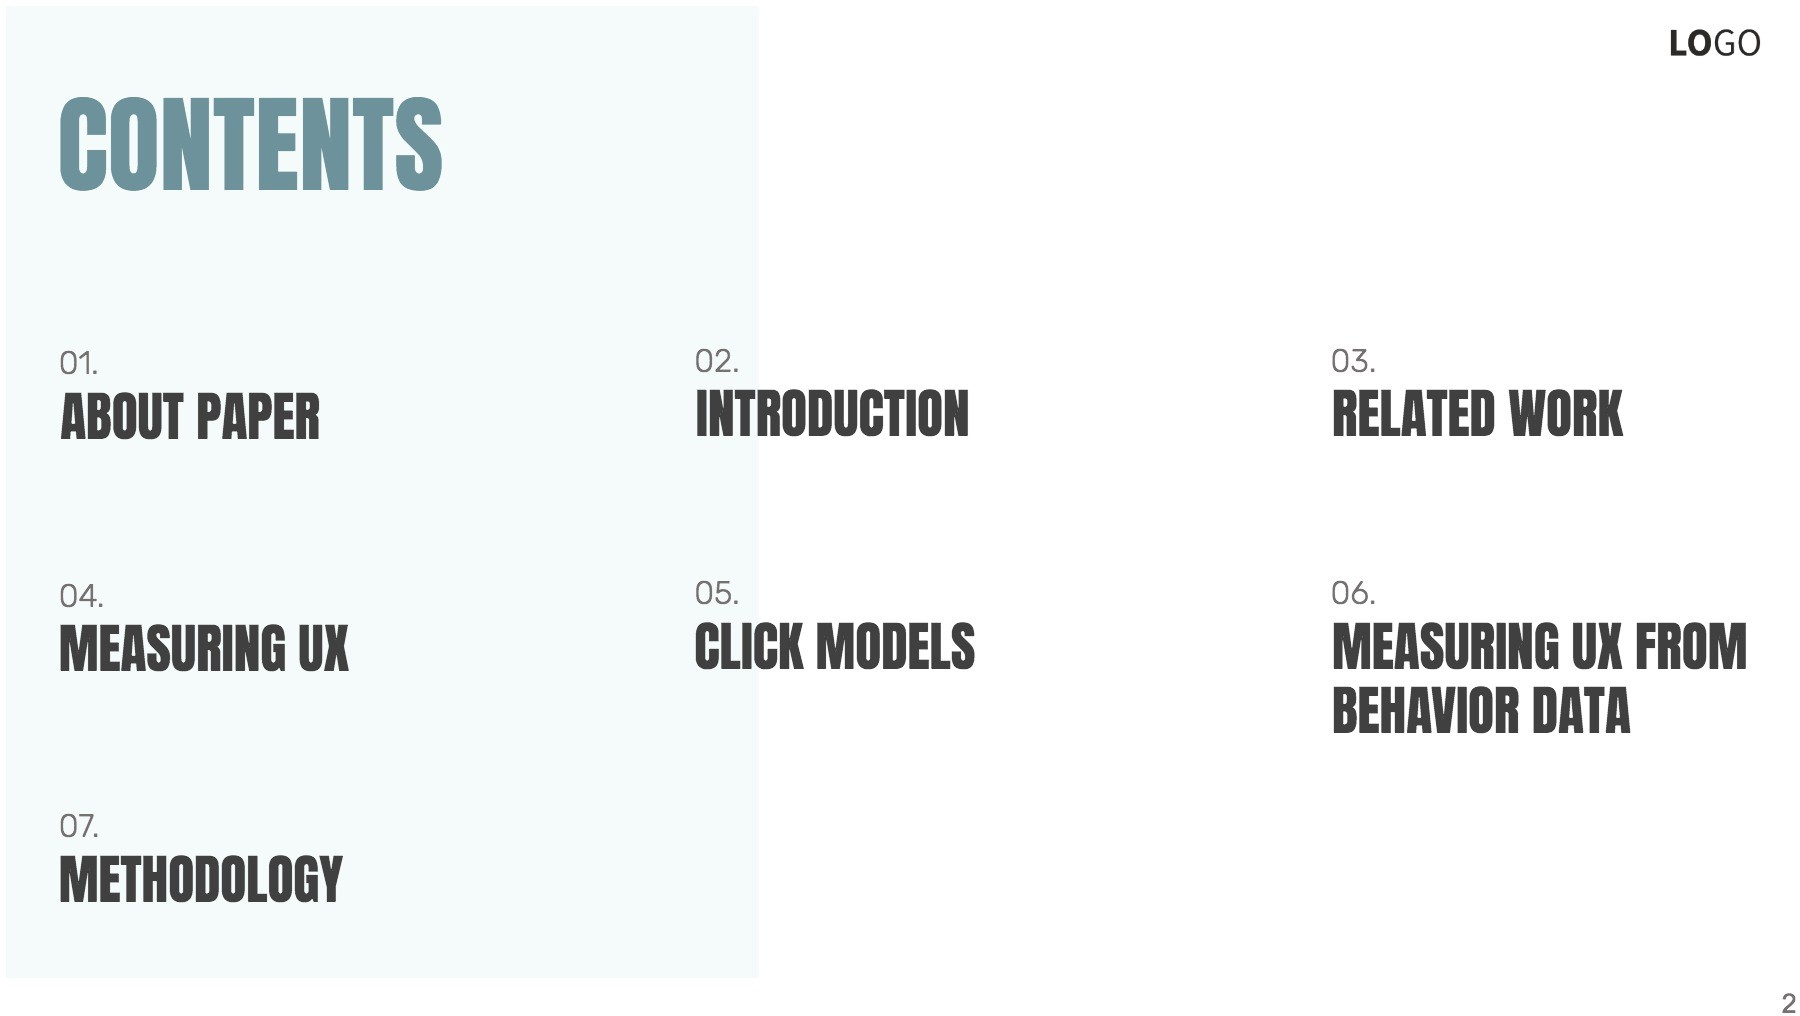 LOGO
CONTENTS
01.
ABOUT PAPER
02.
INTRODUCTION
03.
RELATED WORK
04.
MEASURING UX
05.
CLICK MODELS
06.
MEASURING UX FROM
BEHAVIOR DATA
07.
METHODOLOGY
2